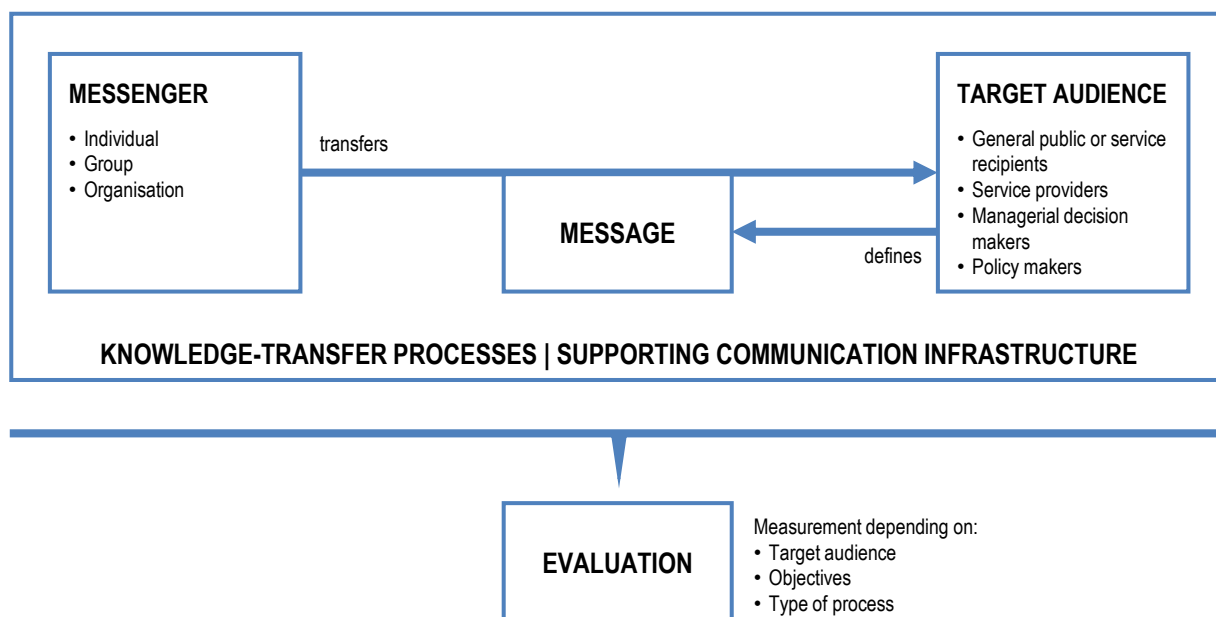 MESSENGER
• Individual
• Group
• Organisation
transfers
MESSAGE
defines
TARGET AUDIENCE
• General public or service
recipients
• Service providers
• Managerial decision
makers
• Policy makers
KNOWLEDGE-TRANSFER PROCESSES | SUPPORTING COMMUNICATION INFRASTRUCTURE
EVALUATION
Measurement depending on:
• Target audience
• Objectives
• Type of process